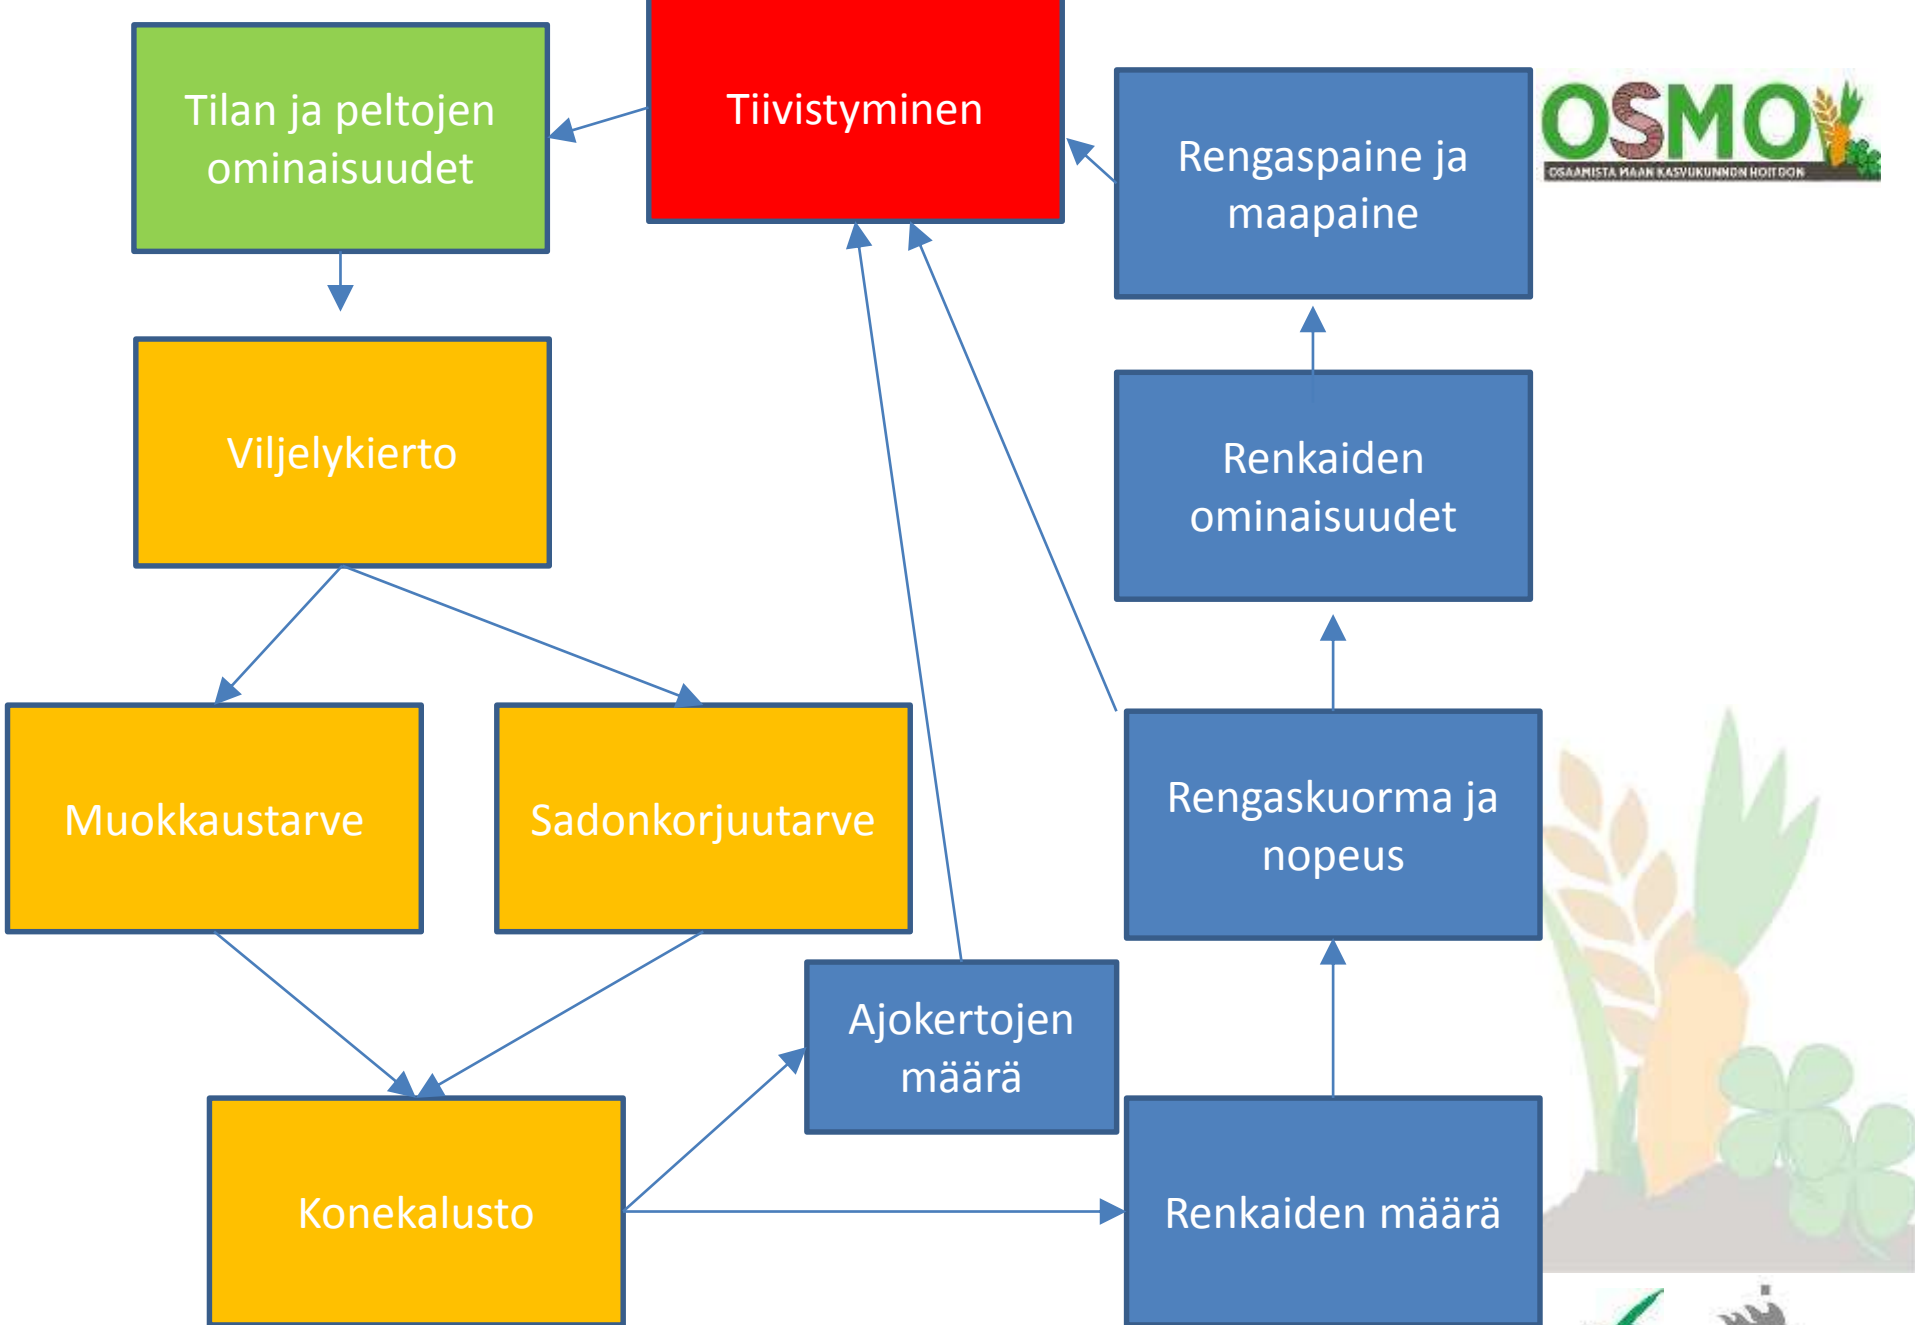 Tilan ja peltojen
ominaisuudet
Tiivistyminen
Rengaspaine ja
maapaine
OSMO
OSAAMISTA MAAN KASVUKUNNON HOITOON
Viljelykierto
Renkaiden
ominaisuudet
Muokkaustarve
Sadonkorjuutarve
Rengaskuorma ja
nopeus
Ajokertojen
määrä
Konekalusto
Renkaiden määrä